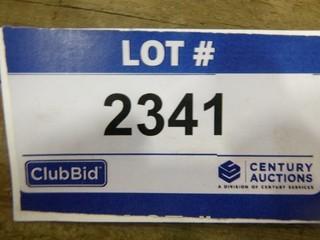 LOT #
2341
ClubBid
CENTURY
AUCTIONS
A DIVISION OF CENTURY SERVICES